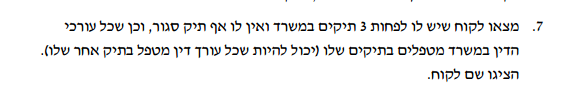 7. מצאו לקוח שיש לו לפחות 3 תיקים במשרד ואין לו אף תיק סגור, וכן שכל עורכי
הדין במשרד מטפלים בתיקים שלו (יכול להיות שכל עורך דין מטפל בתיק אחר שלו).
הציגו שם לקוח.